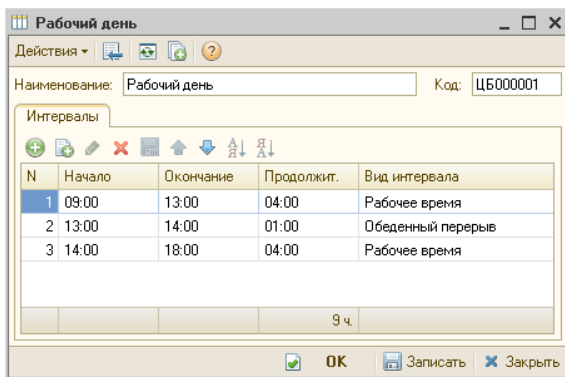 Рабочий день
Действия
Наименование: Рабочий день Код: ЦБ000001
Интервалы
N Начало Окончание Продолжит. Вид интервала
1 09:00 13:00 04:00 Рабочее время
2 13:00 14:00 01:00 Обеденный перерыв
3 14:00 18:00 04:00 Рабочее время
9 ч.
OK Записать Закрыть